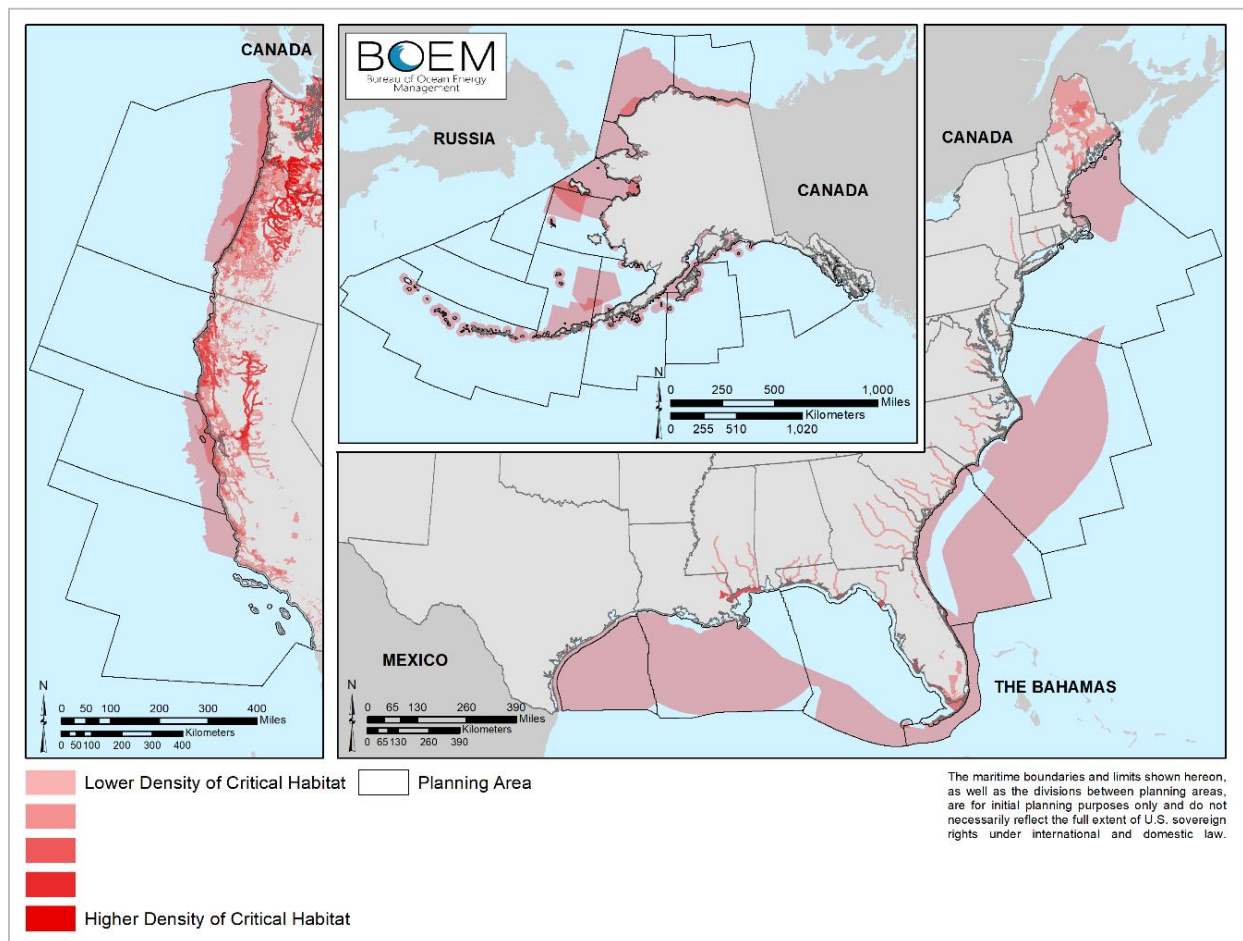 CANADA
N
0 50 100 200 300 400
Miles
Kilometers
0 50 100 200 300 400
BOEM
Bureau of Ocean Energy
Management
RUSSIA
CANADA
N
0 250 500 1,000
Miles
Kilometers
0 255 510 1,020
CANADA
MEXICO
THE BAHAMAS
N
0 65 130 260 390
Miles
Kilometers
0 65 130 260 390
Lower Density of Critical Habitat
Planning Area
Higher Density of Critical Habitat
The maritime boundaries and limits shown hereon,
as well as the divisions between planning areas,
are for initial planning purposes only and do not
necessarily reflect the full extent of U.S. sovereign
rights under international and domestic law.